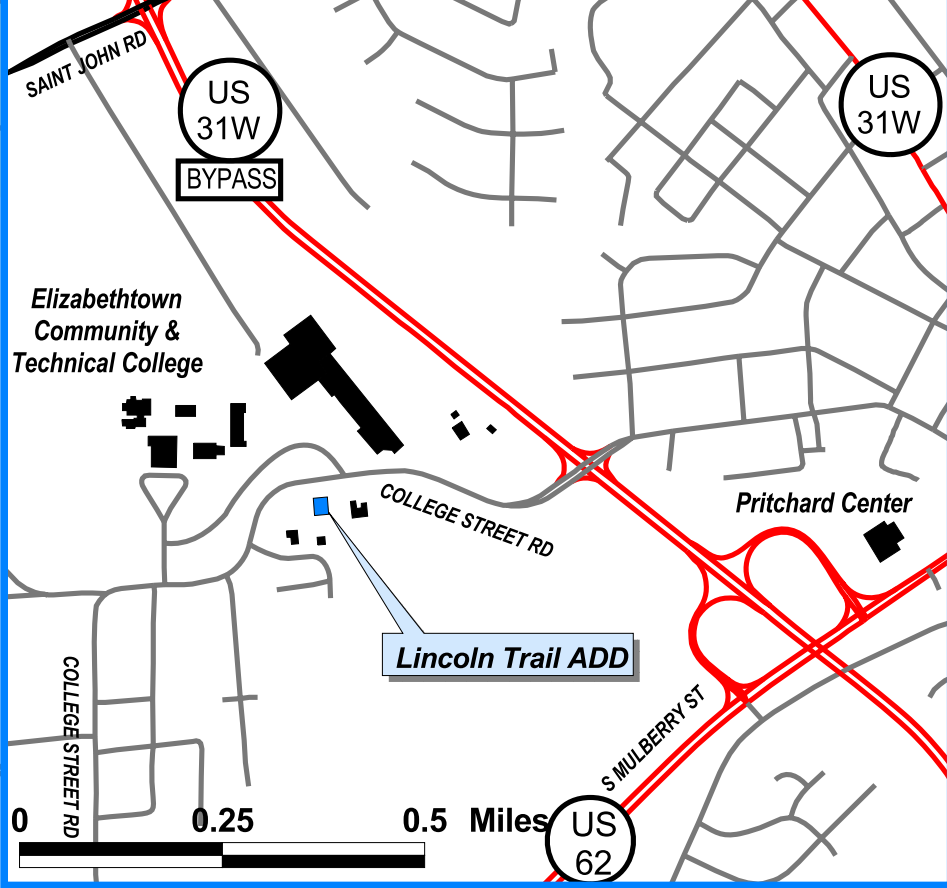 SAINT JOHN RD
US
31W
BYPASS
US
31W
Elizabethtown
Community &
Technical College
COLLEGE STREET RD
Pritchard Center
Lincoln Trail ADD
COLLEGE STREET RD
S MULBERRY ST
0 0.25 0.5 Miles
US
62